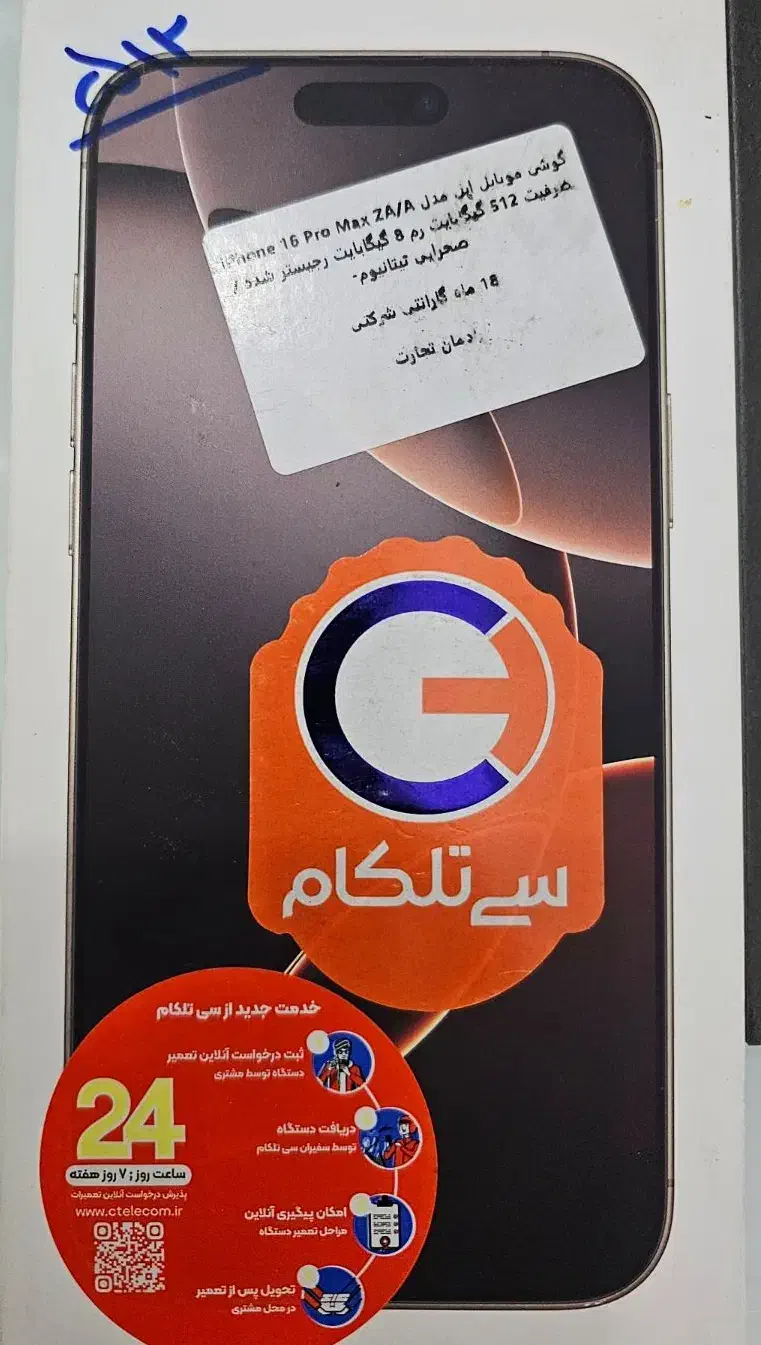 ۵۱۲
گوشی موبایل اپل مدل iPhone 16 Pro Max ZA/A
ظرفیت 512 گیگابایت رم 8 گیگابایت رجیستر شده /
صحرایی تیتانیوم-
18 ماه گارانتی شرکتی
تجارت
سی تلکام
خدمت جدید از سی تلکام
ثبت درخواست آنلاین تعمیر
دستگاه توسط مشتری
دریافت دستگاه
توسط سفیران سی تلکام
امکان پیگیری آنلاین
مراحل تعمیر دستگاه
تحویل پس از تعمیر
در محل مشتری
24
ساعت روز ; ۷ روز هفته
پذیرش درخواست آنلاین تعمیرات
www.ctelecom.ir